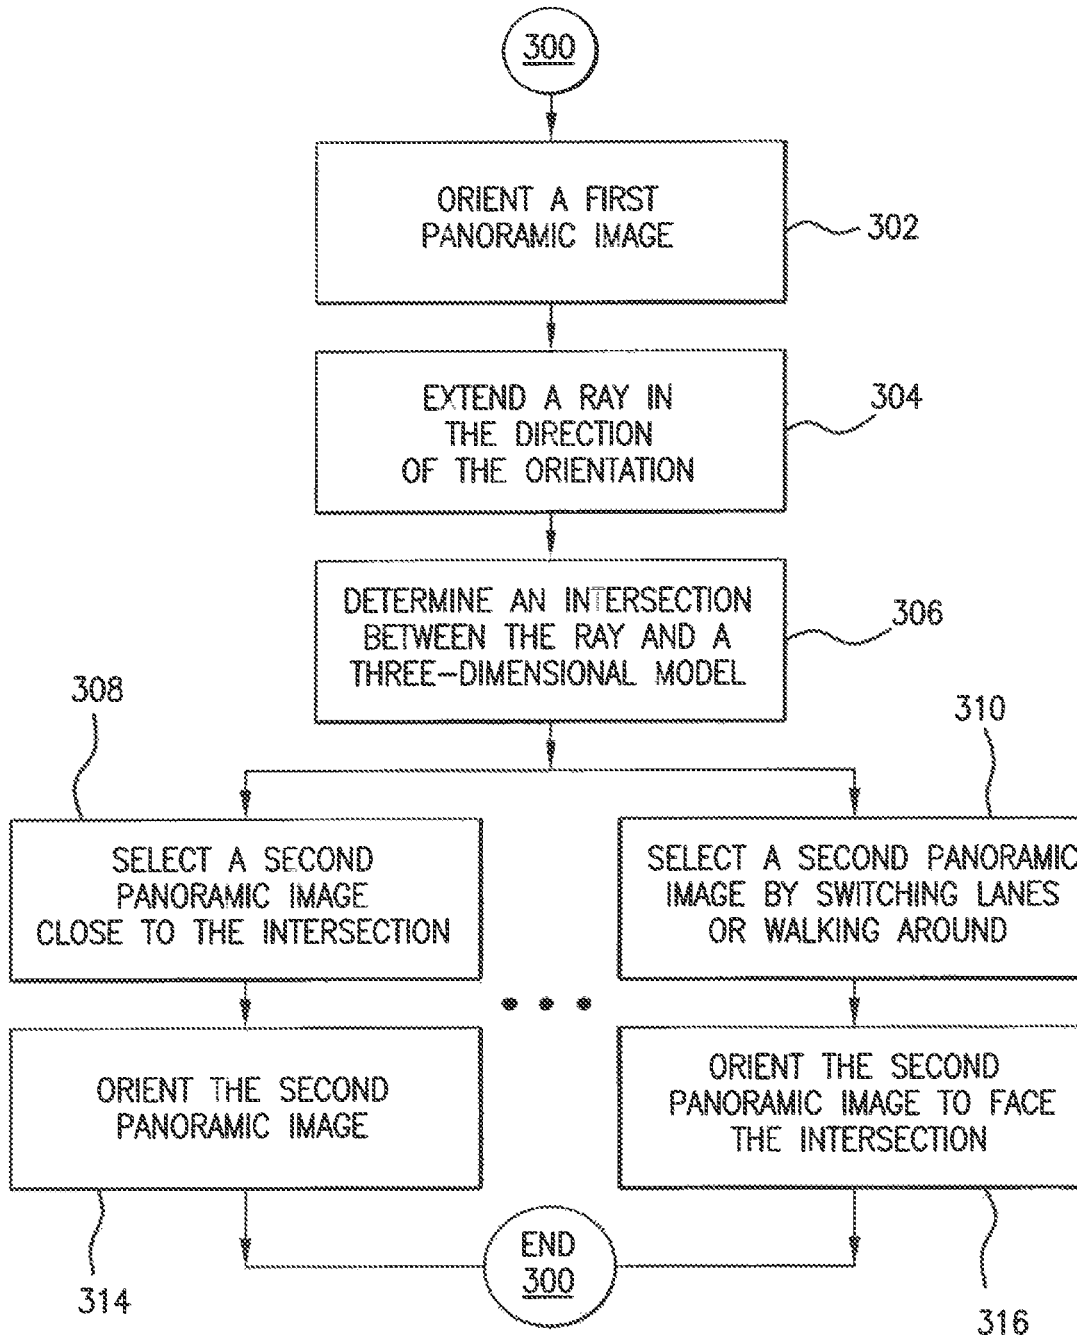 300
ORIENT A FIRST
PANORAMIC IMAGE
302
EXTEND A RAY IN
THE DIRECTION
OF THE ORIENTATION
304
DETERMINE AN INTERSECTION
BETWEEN THE RAY AND A
THREE-DIMENSIONAL MODEL
306
308
310
SELECT A SECOND
PANORAMIC IMAGE
CLOSE TO THE INTERSECTION
SELECT A SECOND PANORAMIC
IMAGE BY SWITCHING LANES
OR WALKING AROUND
ORIENT THE SECOND
PANORAMIC IMAGE
ORIENT THE SECOND
PANORAMIC IMAGE TO FACE
THE INTERSECTION
END
300
314
316